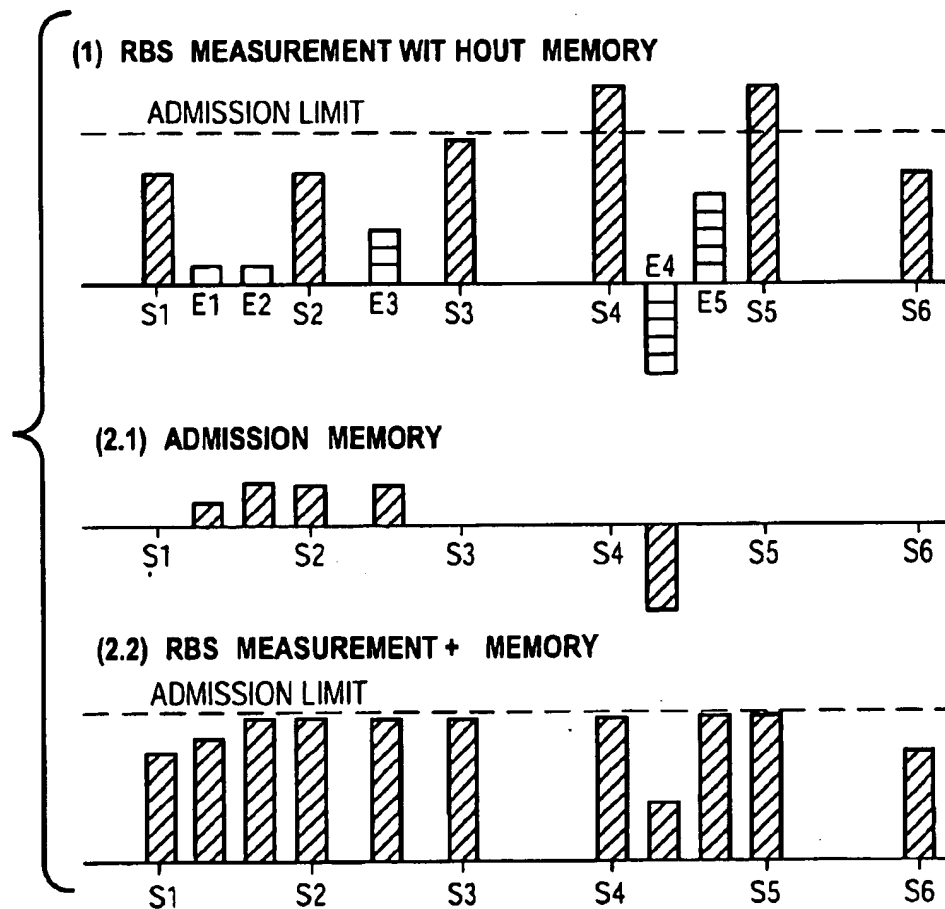 (1) RBS MEASUREMENT WIT HOUT MEMORY
ADMISSION LIMIT
E4
S1 E1 E2 S2 E3 S3 S4 E5 S5 S6
(2.1) ADMISSION MEMORY
S1 S2 S3 S4 S5 S6
(2.2) RBS MEASUREMENT + MEMORY
ADMISSION LIMIT
S1 S2 S3 S4 S5 S6